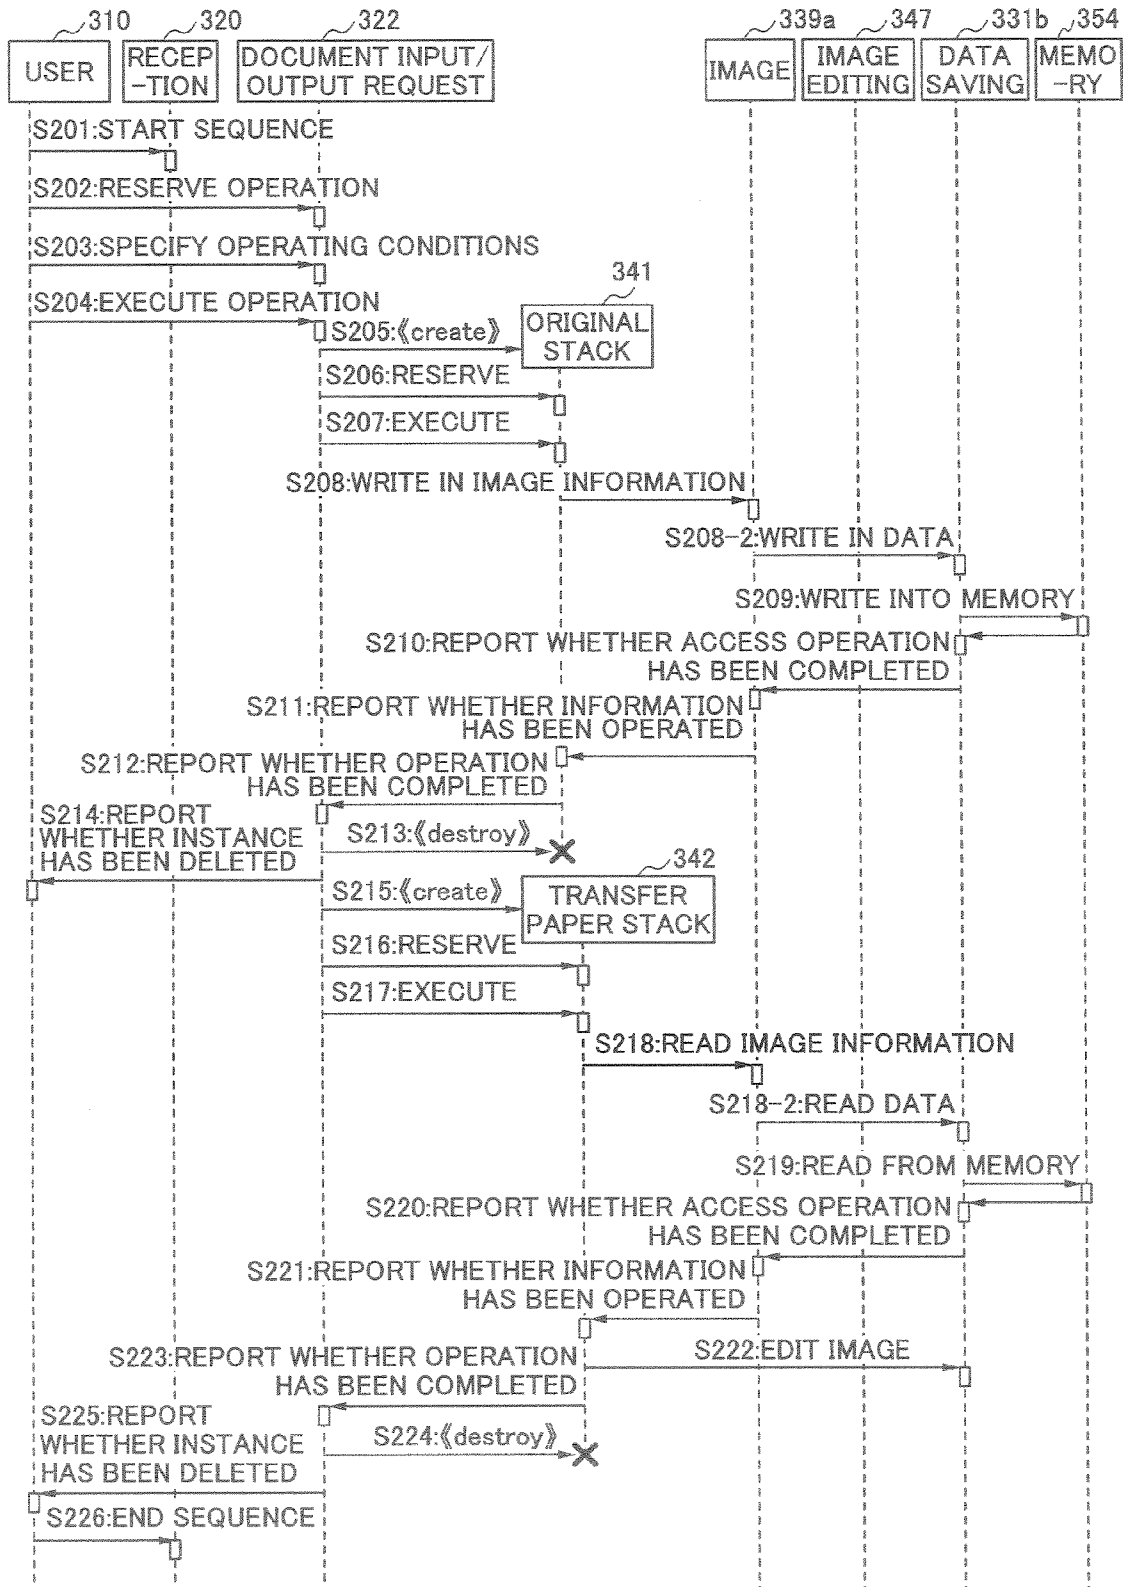 310
320
322
339a
347
331b
354
USER
RECEP
-TION
DOCUMENT INPUT/
OUTPUT REQUEST
IMAGE
IMAGE
EDITING
DATA
SAVING
MEMO
-RY
S201:START SEQUENCE
S202:RESERVE OPERATION
S203:SPECIFY OPERATING CONDITIONS
341
S204:EXECUTE OPERATION
ORIGINAL
STACK
S205:《create》
S206:RESERVE
S207:EXECUTE
S208:WRITE IN IMAGE INFORMATION
S208-2:WRITE IN DATA
S209:WRITE INTO MEMORY
S210:REPORT WHETHER ACCESS OPERATION
HAS BEEN COMPLETED
S211:REPORT WHETHER INFORMATION
HAS BEEN OPERATED
S212:REPORT WHETHER OPERATION
HAS BEEN COMPLETED
S214:REPORT
WHETHER INSTANCE
HAS BEEN DELETED
S213:《destroy》
342
S215:《create》
TRANSFER
PAPER STACK
S216:RESERVE
S217:EXECUTE
S218:READ IMAGE INFORMATION
S218-2:READ DATA
S219:READ FROM MEMORY
S220:REPORT WHETHER ACCESS OPERATION
HAS BEEN COMPLETED
S221:REPORT WHETHER INFORMATION
HAS BEEN OPERATED
S222:EDIT IMAGE
S223:REPORT WHETHER OPERATION
HAS BEEN COMPLETED
S225:REPORT
WHETHER INSTANCE
HAS BEEN DELETED
S224:《destroy》
S226:END SEQUENCE